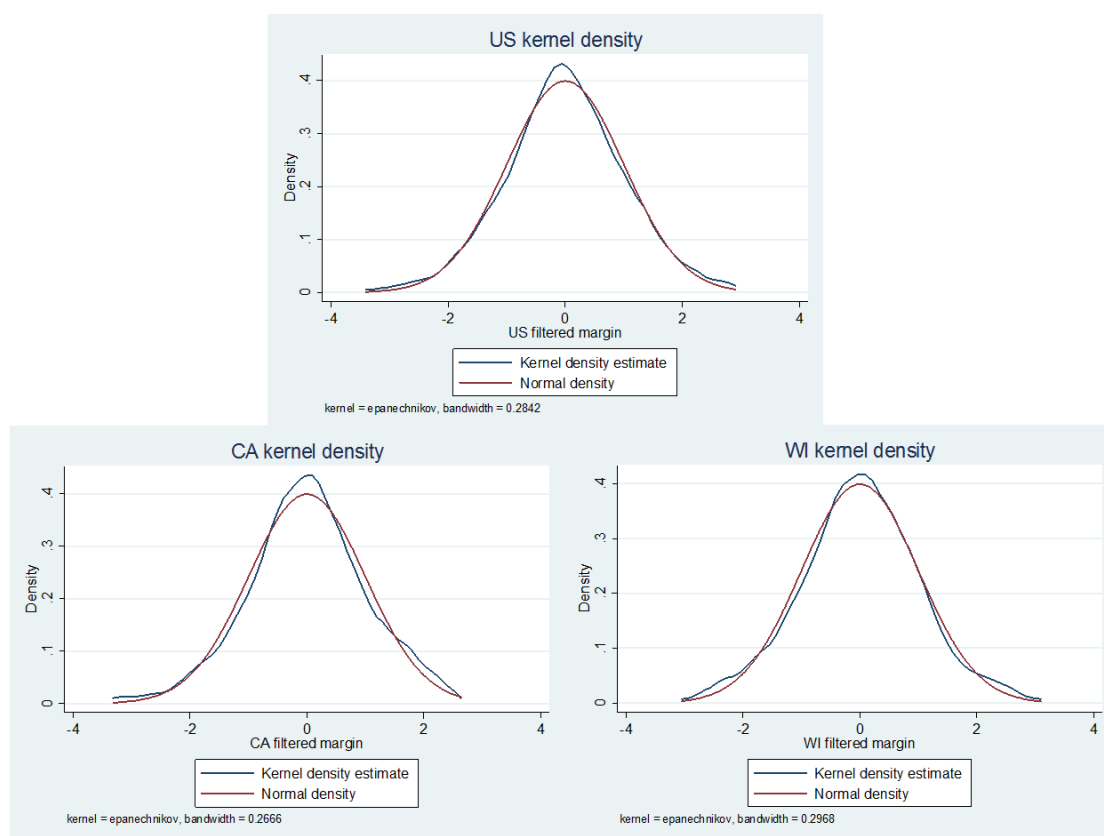 US kernel density
.4
.3
.2
.1
0
Density
-4 -2 0 2 4
US filtered margin
Kernel density estimate
Normal density
kernel = epanechnikov, bandwidth = 0.2842
CA kernel density
.4
.3
.2
.1
0
Density
-4 -2 0 2 4
CA filtered margin
Kernel density estimate
Normal density
kernel = epanechnikov, bandwidth = 0.2666
WI kernel density
.4
.3
.2
.1
0
Density
-4 -2 0 2 4
WI filtered margin
Kernel density estimate
Normal density
kernel = epanechnikov, bandwidth = 0.2968